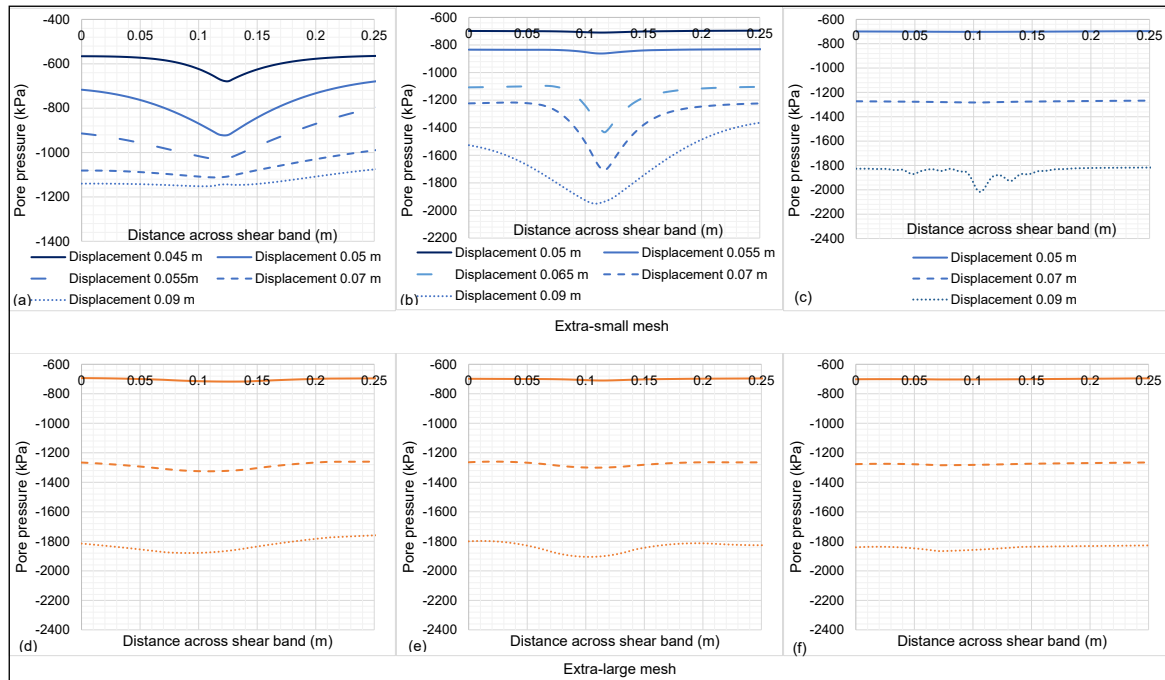 -400
0 0.05 0.1 0.15 0.2 0.25
-600
-800
-1000
-1200
-1400
Pore pressure (kPa)
Distance across shear band (m)
Displacement 0.045 m Displacement 0.05 m
Displacement 0.055m Displacement 0.07 m
Displacement 0.09 m
(a)
-600
0 0.05 0.1 0.15 0.2 0.25
-800
-1000
-1200
-1400
-1600
-1800
-2000
-2200
Pore pressure (kPa)
Distance across shear band (m)
Displacement 0.05 m Displacement 0.055 m
Displacement 0.065 m Displacement 0.07 m
Displacement 0.09 m
(b)
-600
0 0.05 0.1 0.15 0.2 0.25
-800
-1000
-1200
-1400
-1600
-1800
-2000
-2200
-2400
Pore pressure (kPa)
Distance across shear band (m)
Displacement 0.05 m
Displacement 0.07 m
Displacement 0.09 m
(c)
Extra-small mesh
-600
0 0.05 0.1 0.15 0.2 0.25
-800
-1000
-1200
-1400
-1600
-1800
-2000
-2200
-2400
Pore pressure (kPa)
(d) Distance across shear band (m)
-600
0 0.05 0.1 0.15 0.2 0.25
-800
-1000
-1200
-1400
-1600
-1800
-2000
-2200
-2400
Pore pressure (kPa)
(e) Distance across shear band (m)
-600
0 0.05 0.1 0.15 0.2 0.25
-800
-1000
-1200
-1400
-1600
-1800
-2000
-2200
-2400
Pore pressure (kPa)
(f) Distance across shear band (m)
Extra-large mesh